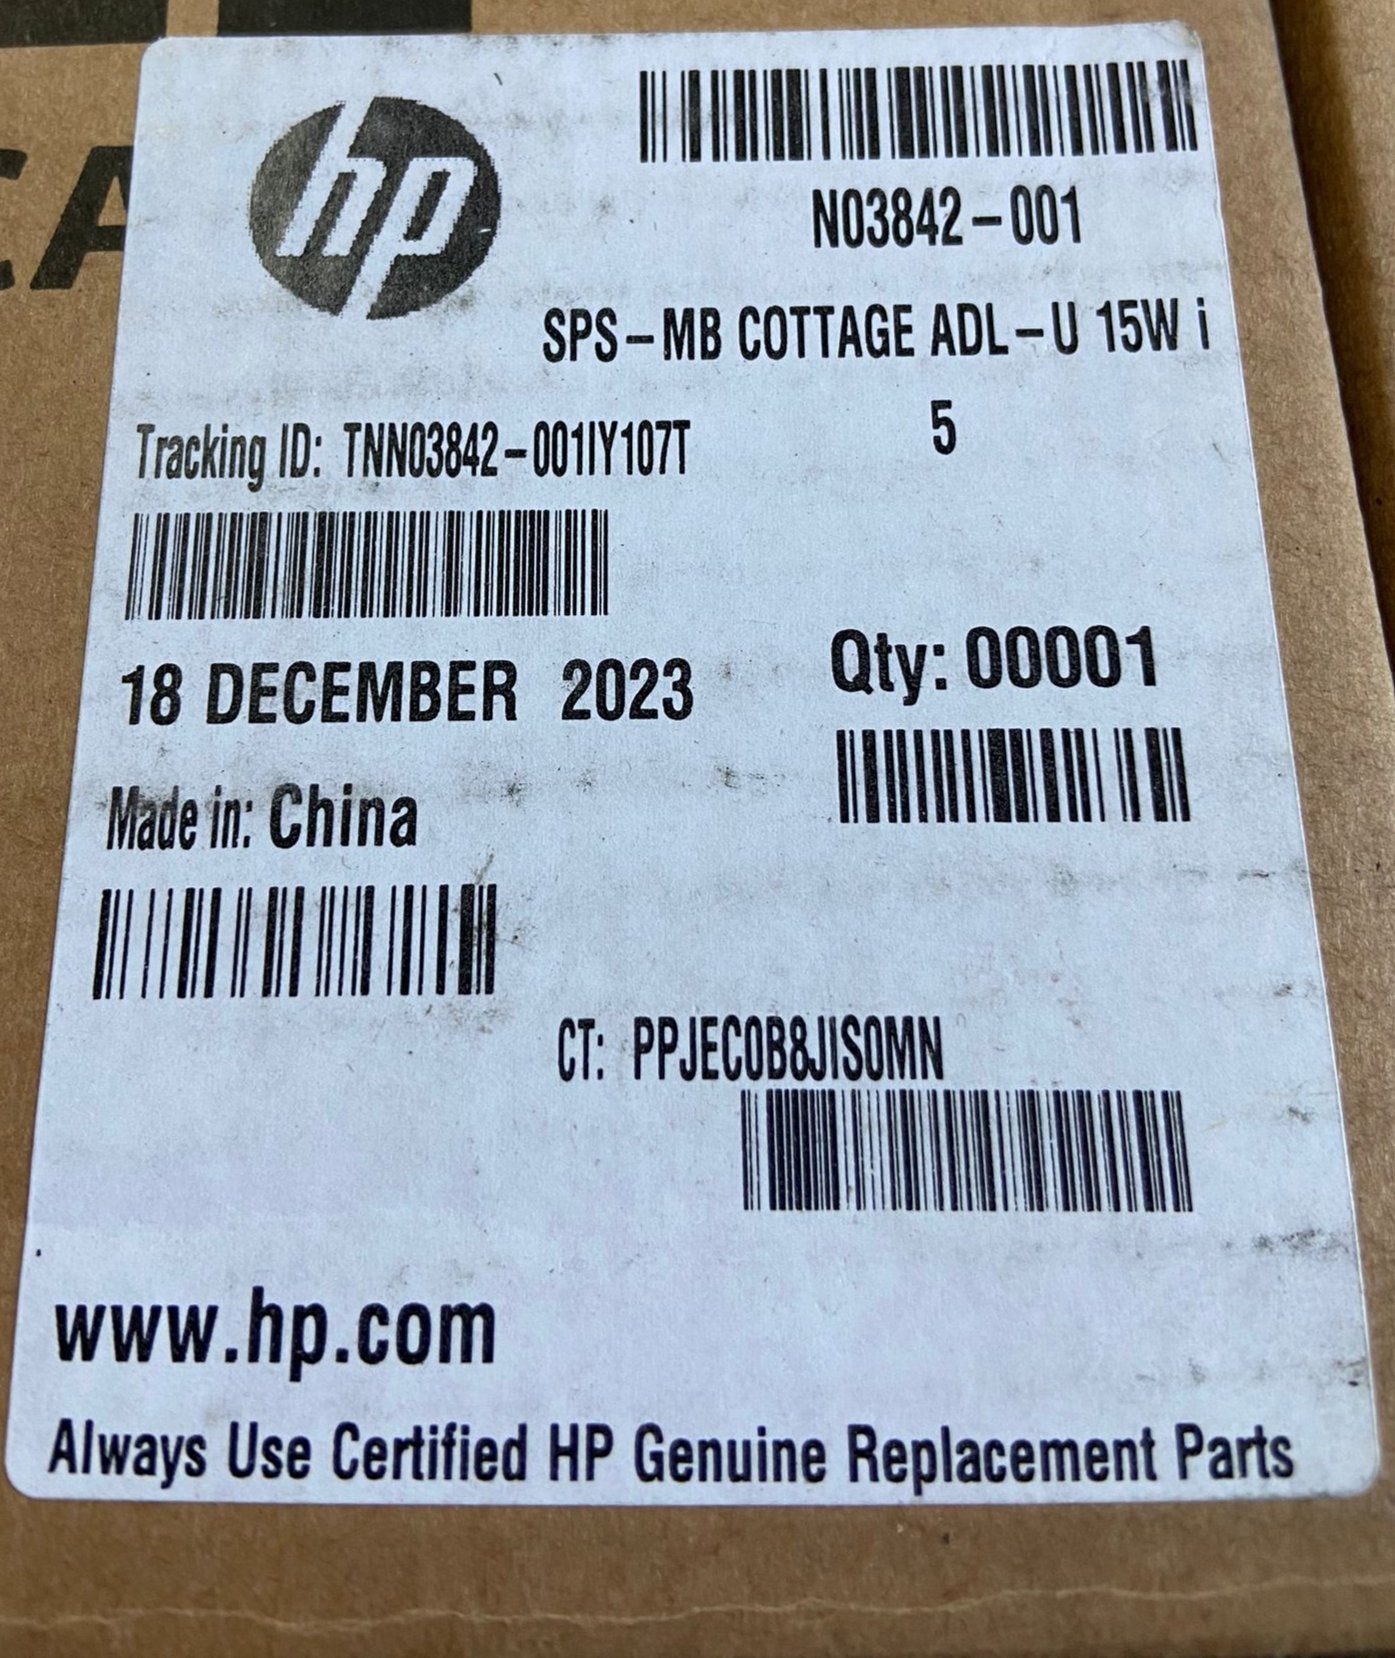 CA
hp
N03842-001
SPS-MB COTTAGE ADL-U 15W i
5
Tracking ID: TNN03842-001IY107T
18 DECEMBER 2023
Qty: 00001
Made in: China
CT: PPJEC0B8JIS0MN
www.hp.com
Always Use Certified HP Genuine Replacement Parts